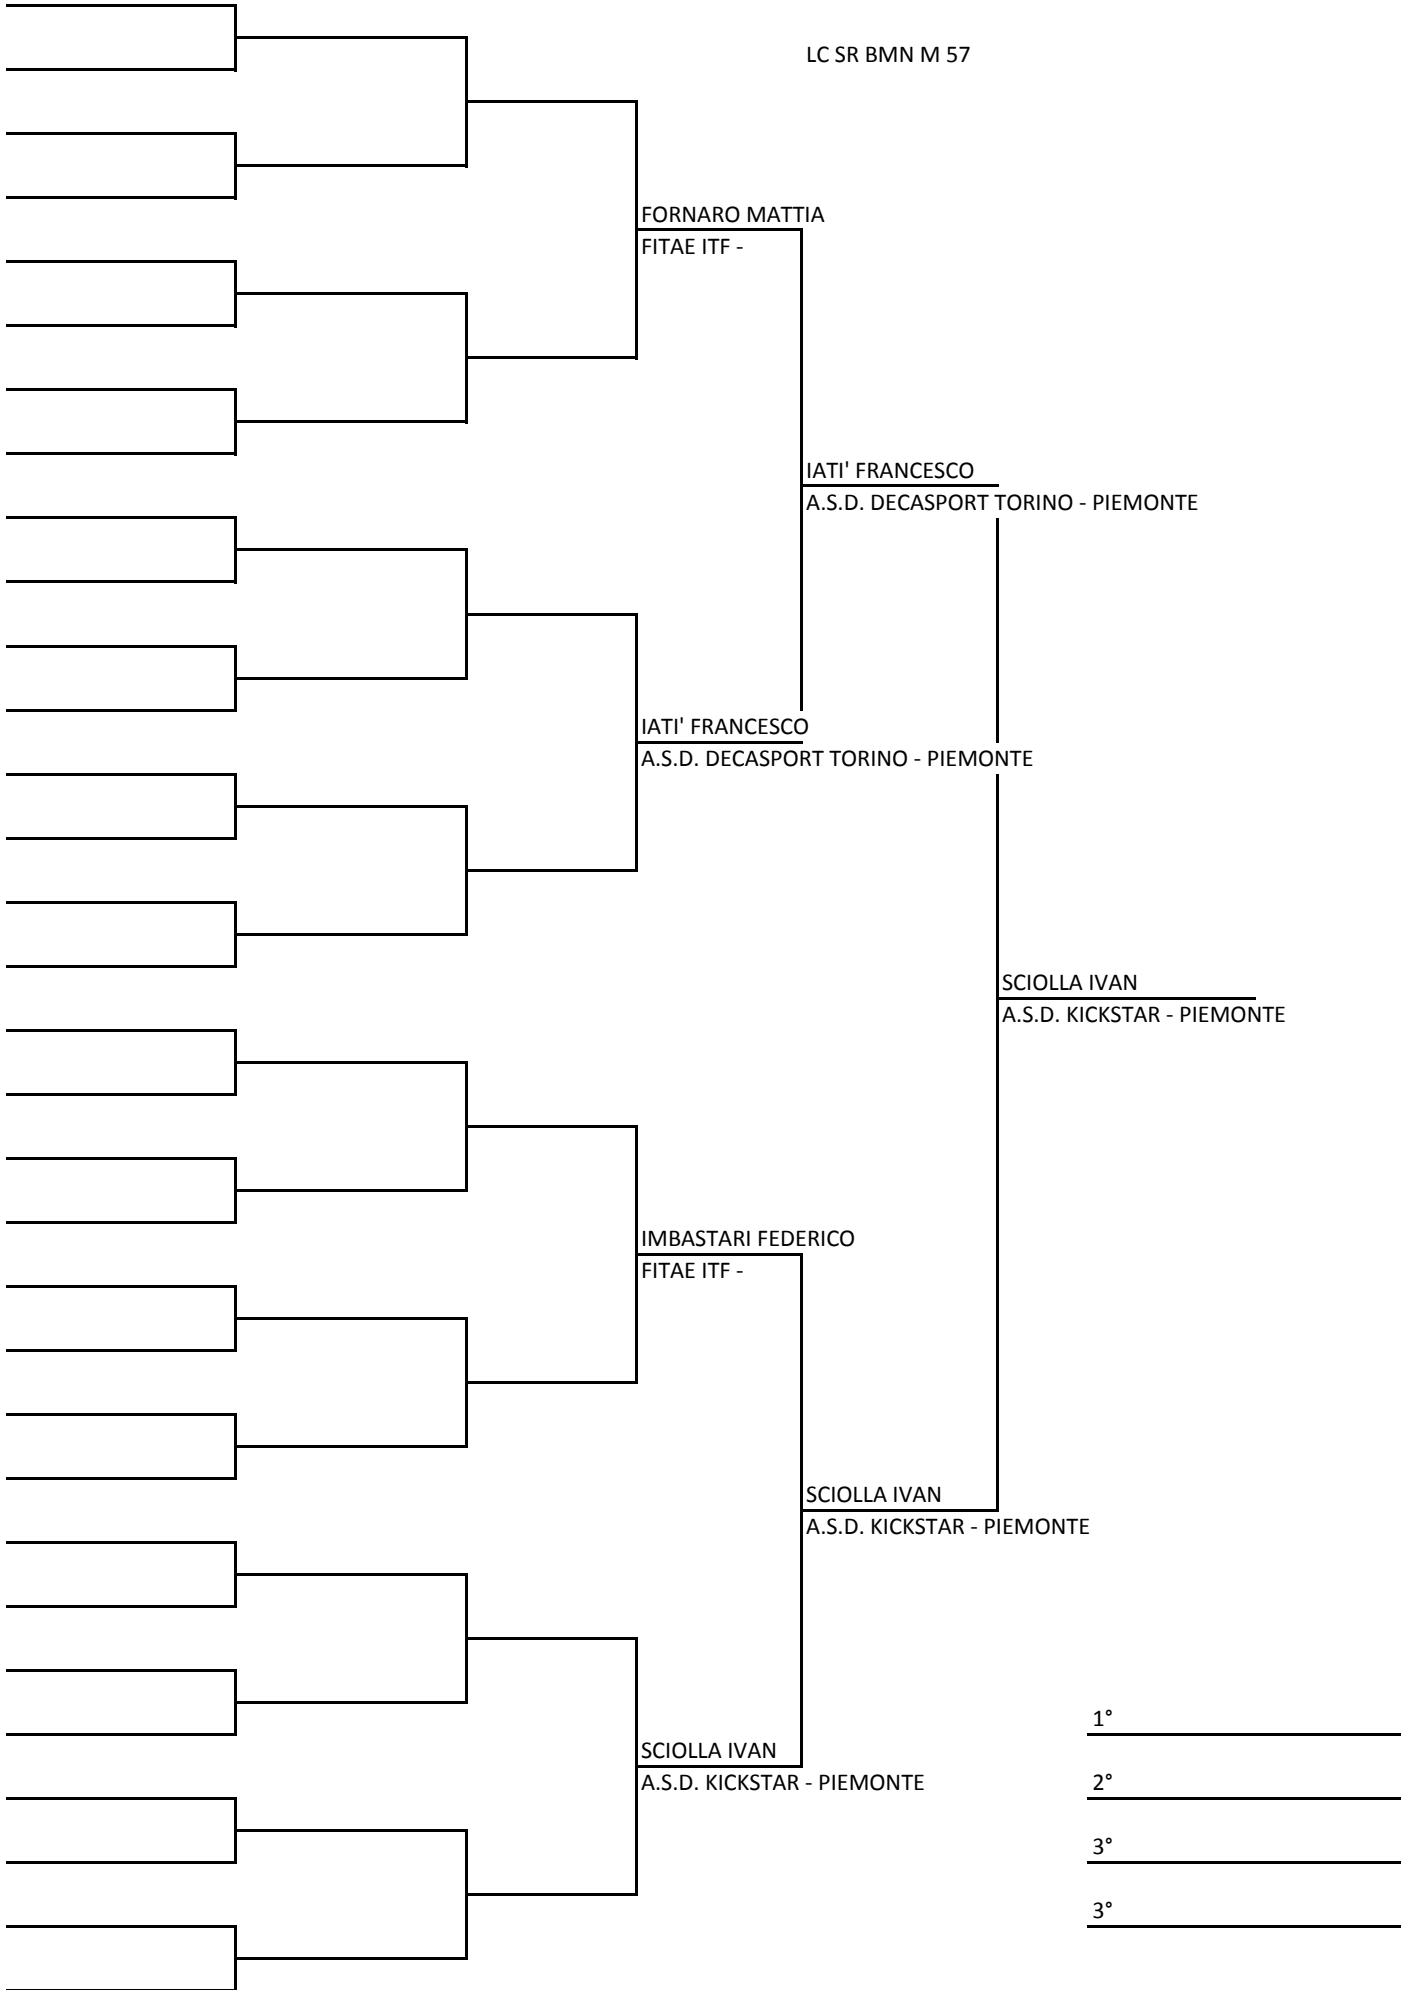 LC SR BMN M 57
FORNARO MATTIA
FITAE ITF -
IATI' FRANCESCO
A.S.D. DECASPORT TORINO - PIEMONTE
IATI' FRANCESCO
A.S.D. DECASPORT TORINO - PIEMONTE
SCIOLLA IVAN
A.S.D. KICKSTAR - PIEMONTE
IMBASTARI FEDERICO
FITAE ITF -
SCIOLLA IVAN
A.S.D. KICKSTAR - PIEMONTE
SCIOLLA IVAN
A.S.D. KICKSTAR - PIEMONTE
1°
2°
3°
3°